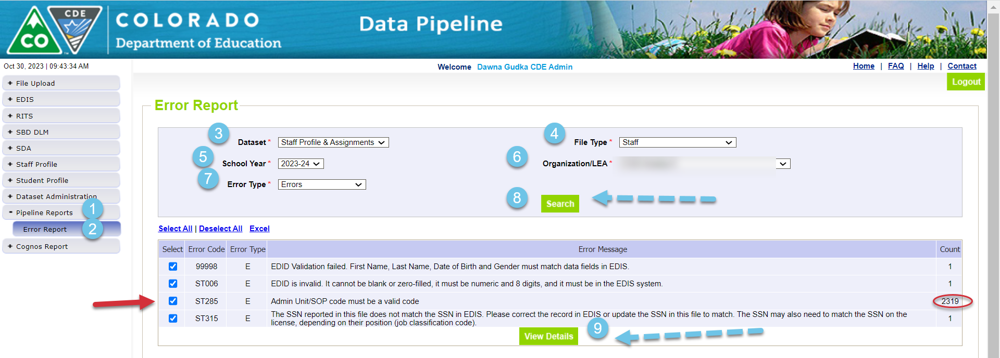 CO
CDE
COLORADO
Department of Education
Data Pipeline
Oct 30, 2023 | 09:43:34 AM
Welcome Dawna Gudka CDE Admin
Home | FAQ | Help | Contact
Logout
+ File Upload
+ EDIS
+ RITS
+ SBD DLM
+ SDA
+ Staff Profile
+ Student Profile
+ Dataset Administration
- Pipeline Reports 1
Error Report 2
+ Cognos Report
Error Report
3 Dataset * Staff Profile & Assignments
4 File Type * Staff
5 School Year * 2023-24
6 Organization/LEA *
7 Error Type * Errors
8 Search
Select All | Deselect All Excel
Select Error Code Error Type Error Message Count
99998 E EDID Validation failed. First Name, Last Name, Date of Birth and Gender must match data fields in EDIS. 1
ST006 E EDID is invalid. It cannot be blank or zero-filled, it must be numeric and 8 digits, and it must be in the EDIS system. 1
ST285 E Admin Unit/SOP code must be a valid code 2319
ST315 E The SSN reported in this file does not match the SSN in EDIS. Please correct the record in EDIS or update the SSN in this file to match. The SSN may also need to match the SSN on the
license, depending on their position (job classification code). 1
View Details 9